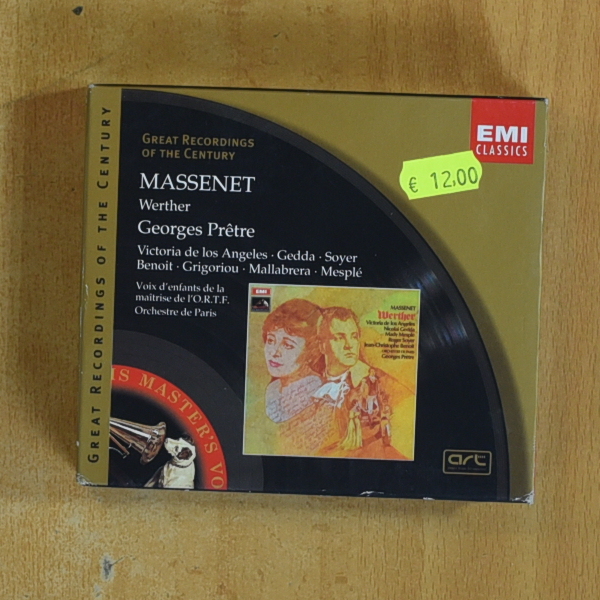 GREAT RECORDINGS OF THE CENTURY
GREAT RECORDINGS
OF THE CENTURY
EMI
CLASSICS
€ 12,00
MASSENET
Werther
Georges Prêtre
Victoria de los Angeles · Gedda · Soyer
Benoit · Grigoriou · Mallabrera · Mesplé
Voix d'enfants de la
maîtrise de l'O.R.T.F.
Orchestre de Paris
EMI
MASSENET
Werther
Victoria de los Angeles
Nicolai Gedda
Mady Mesplé
Roger Soyer
Jean-Christophe Benoit
Georges Prêtre
IS MASTER'S VO
art